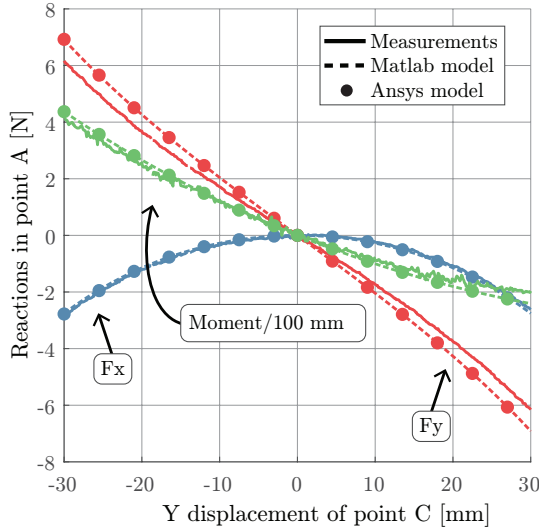 8
6
4
2
0
-2
-4
-6
-8
Reactions in point A [N]
Measurements
Matlab model
Ansys model
Moment/100 mm
Fx
Fy
-30 -20 -10 0 10 20 30
Y displacement of point C [mm]